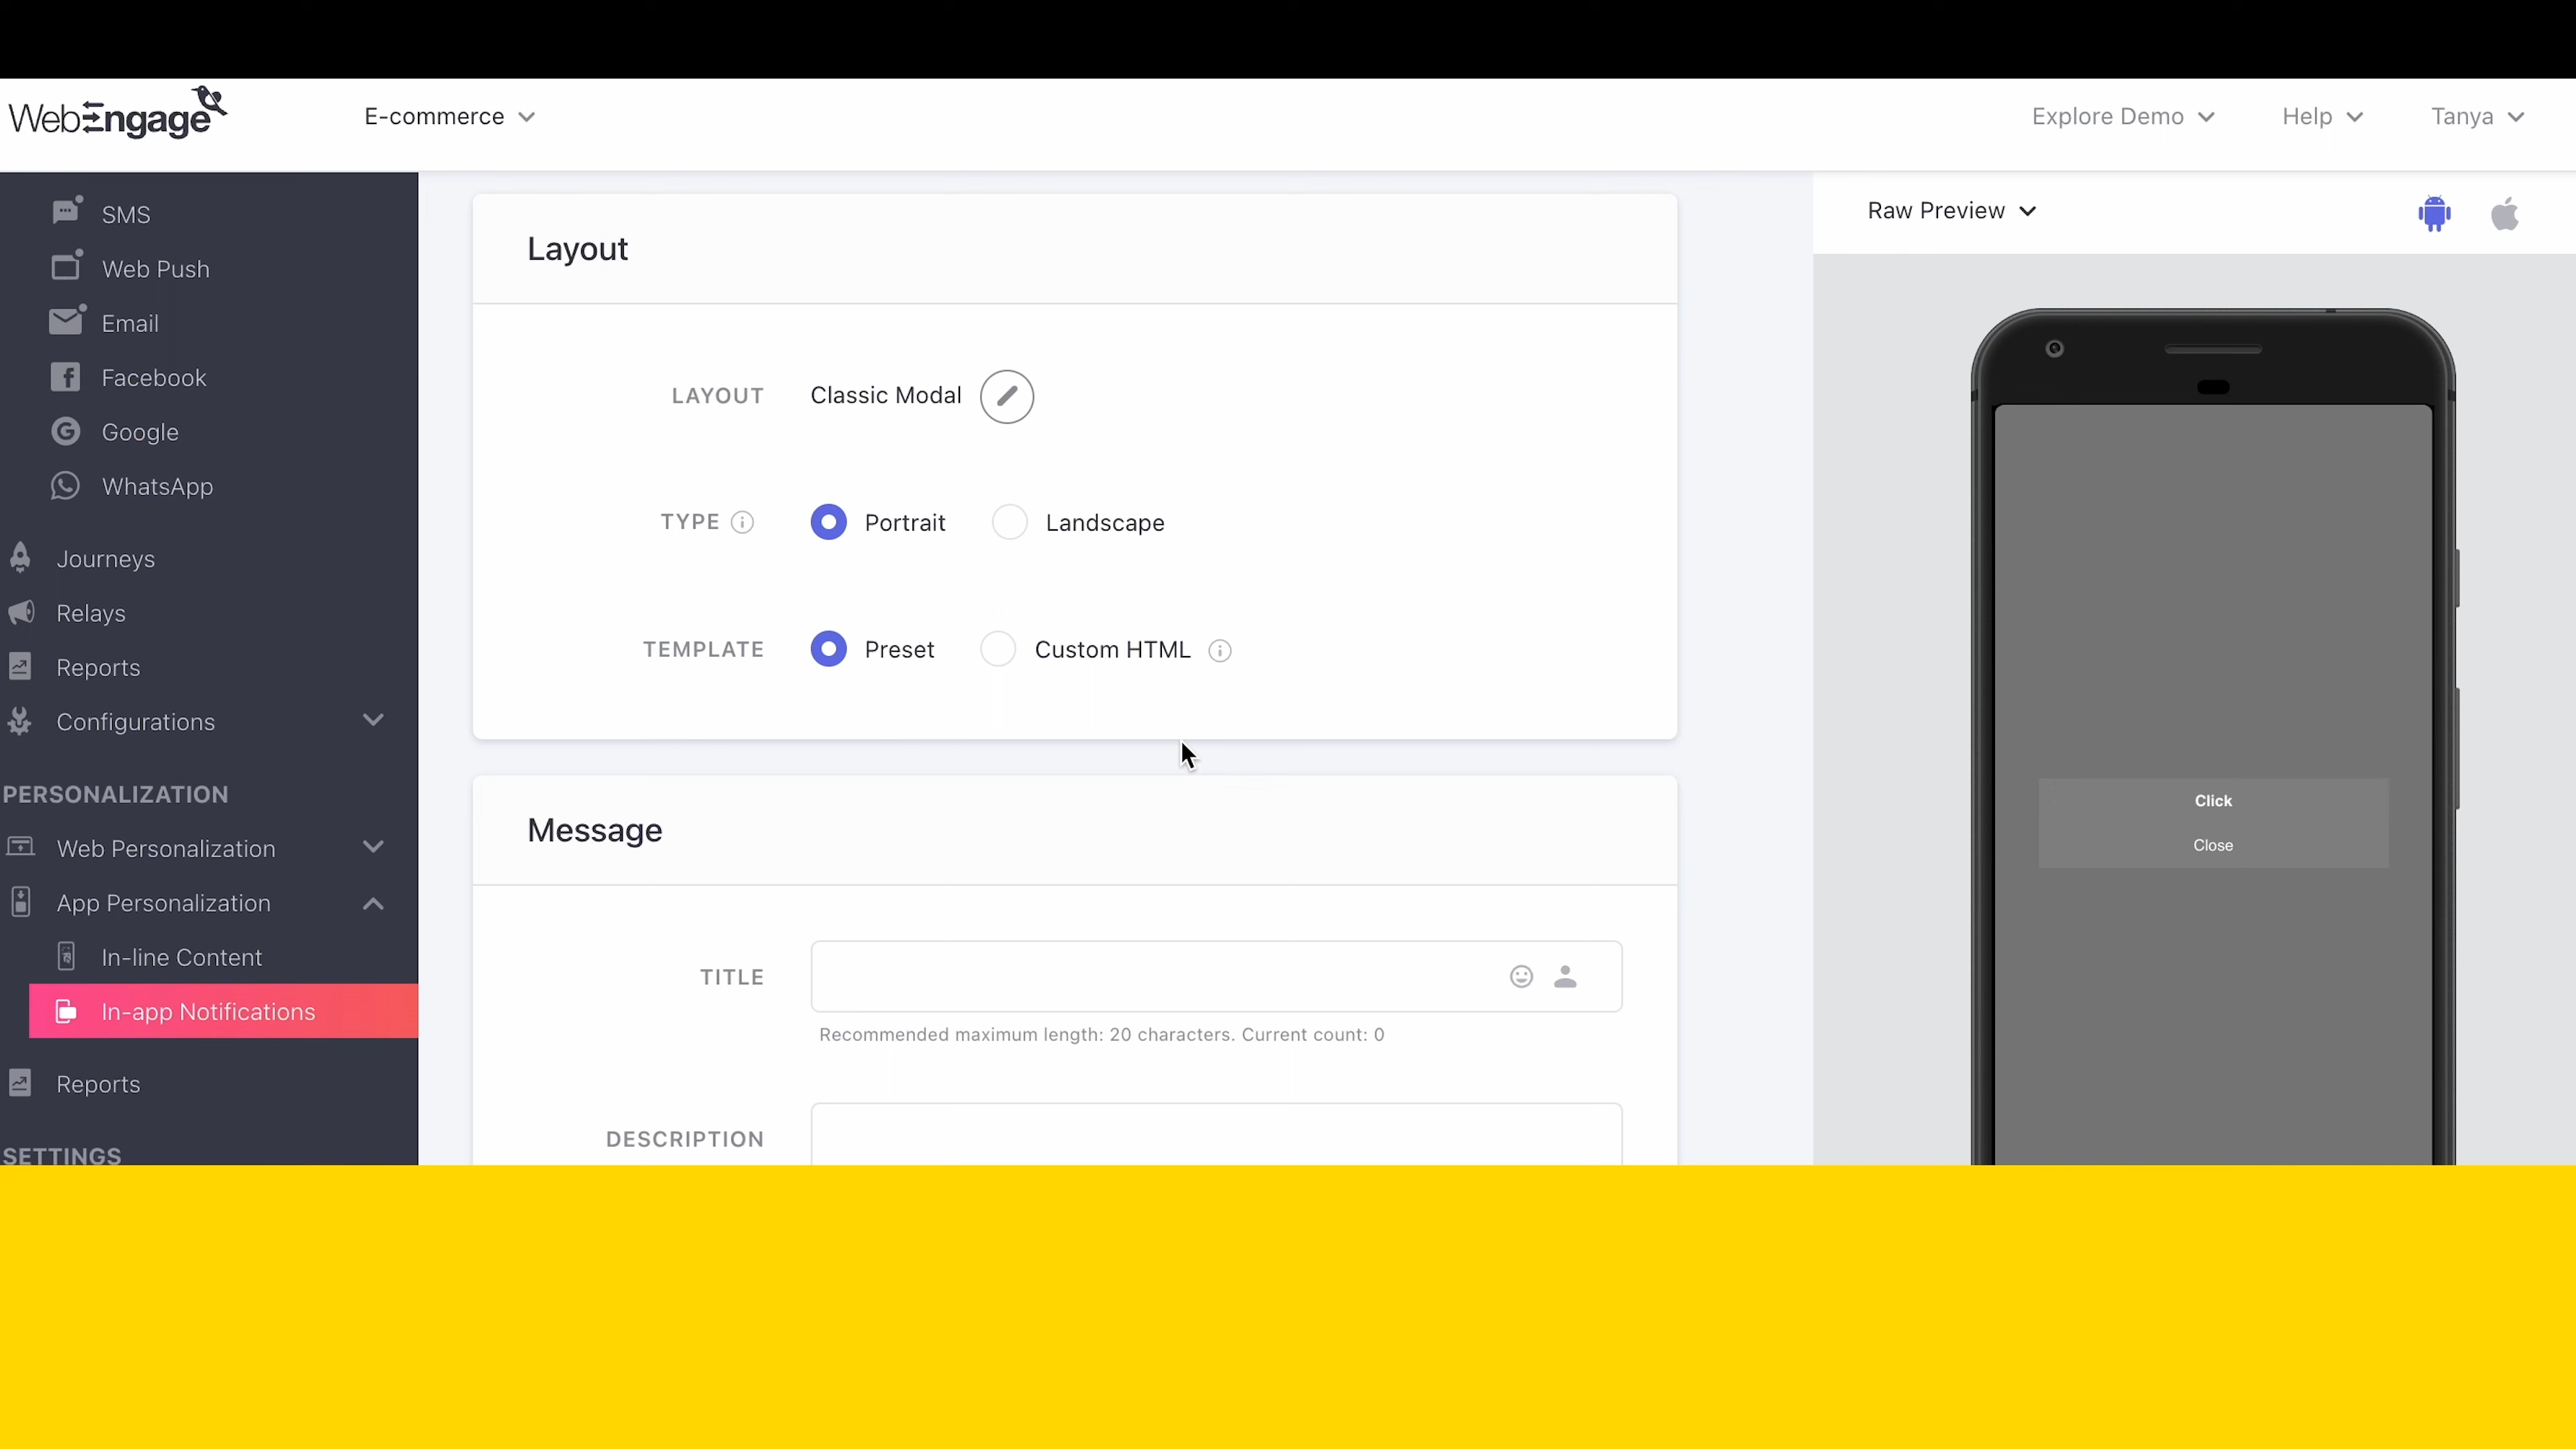 WebEngage
E-commerce
Explore Demo
Help
Tanya
SMS
Web Push
Email
Facebook
Google
WhatsApp
Journeys
Relays
Reports
Configurations
PERSONALIZATION
Web Personalization
App Personalization
In-line Content
In-app Notifications
Reports
SETTINGS
Layout
LAYOUT Classic Modal
TYPE Portrait Landscape
TEMPLATE Preset Custom HTML
Message
TITLE
Recommended maximum length: 20 characters. Current count: 0
DESCRIPTION
Raw Preview
Click
Close